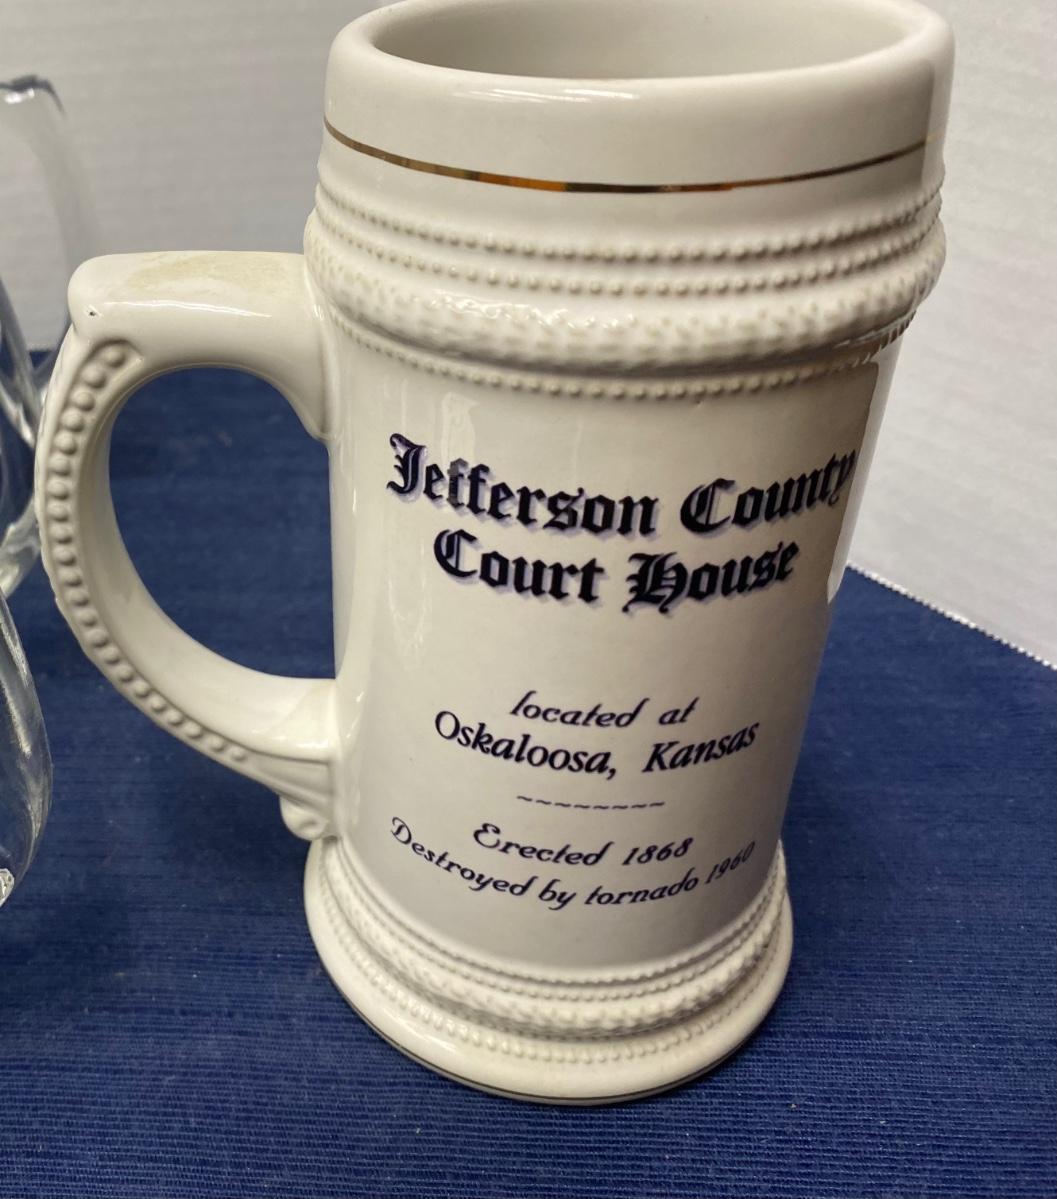 Jefferson County
Court House
located at
Oskaloosa, Kansas
~~~~~~~~
Erected 1868
Destroyed by tornado 1960